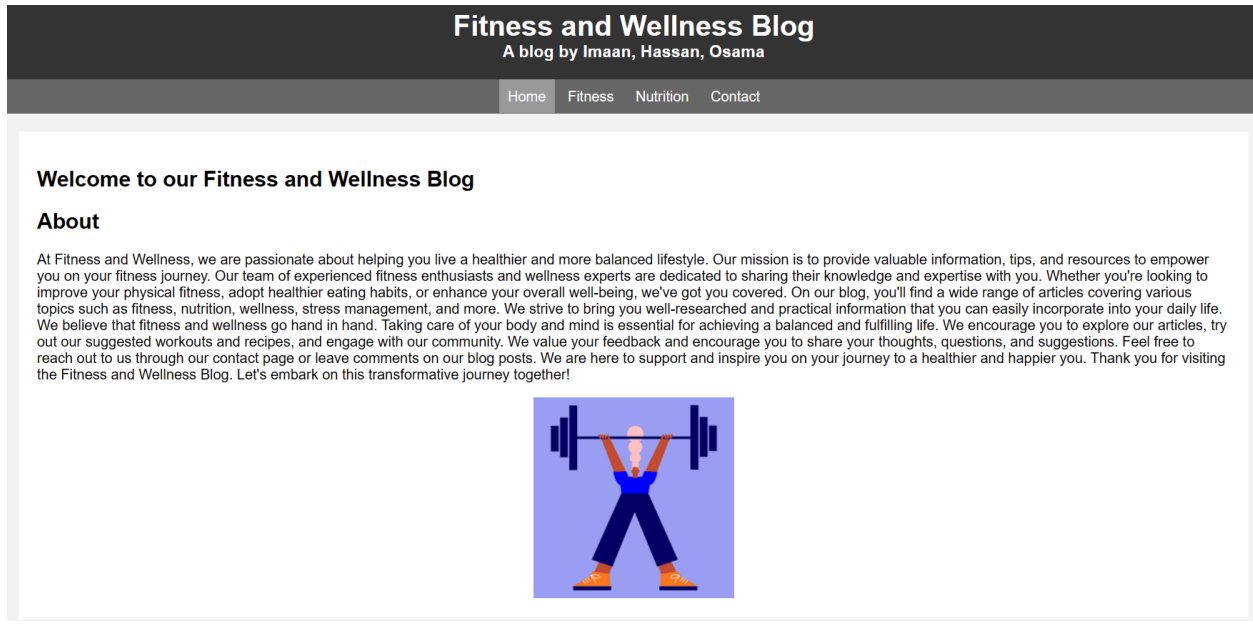 Fitness and Wellness Blog
A blog by Imaan, Hassan, Osama
Home Fitness Nutrition Contact
Welcome to our Fitness and Wellness Blog
About
At Fitness and Wellness, we are passionate about helping you live a healthier and more balanced lifestyle. Our mission is to provide valuable information, tips, and resources to empower
you on your fitness journey. Our team of experienced fitness enthusiasts and wellness experts are dedicated to sharing their knowledge and expertise with you. Whether you're looking to
improve your physical fitness, adopt healthier eating habits, or enhance your overall well-being, we've got you covered. On our blog, you'll find a wide range of articles covering various
topics such as fitness, nutrition, wellness, stress management, and more. We strive to bring you well-researched and practical information that you can easily incorporate into your daily life.
We believe that fitness and wellness go hand in hand. Taking care of your body and mind is essential for achieving a balanced and fulfilling life. We encourage you to explore our articles, try
out our suggested workouts and recipes, and engage with our community. We value your feedback and encourage you to share your thoughts, questions, and suggestions. Feel free to
reach out to us through our contact page or leave comments on our blog posts. We are here to support and inspire you on your journey to a healthier and happier you. Thank you for visiting
the Fitness and Wellness Blog. Let's embark on this transformative journey together!